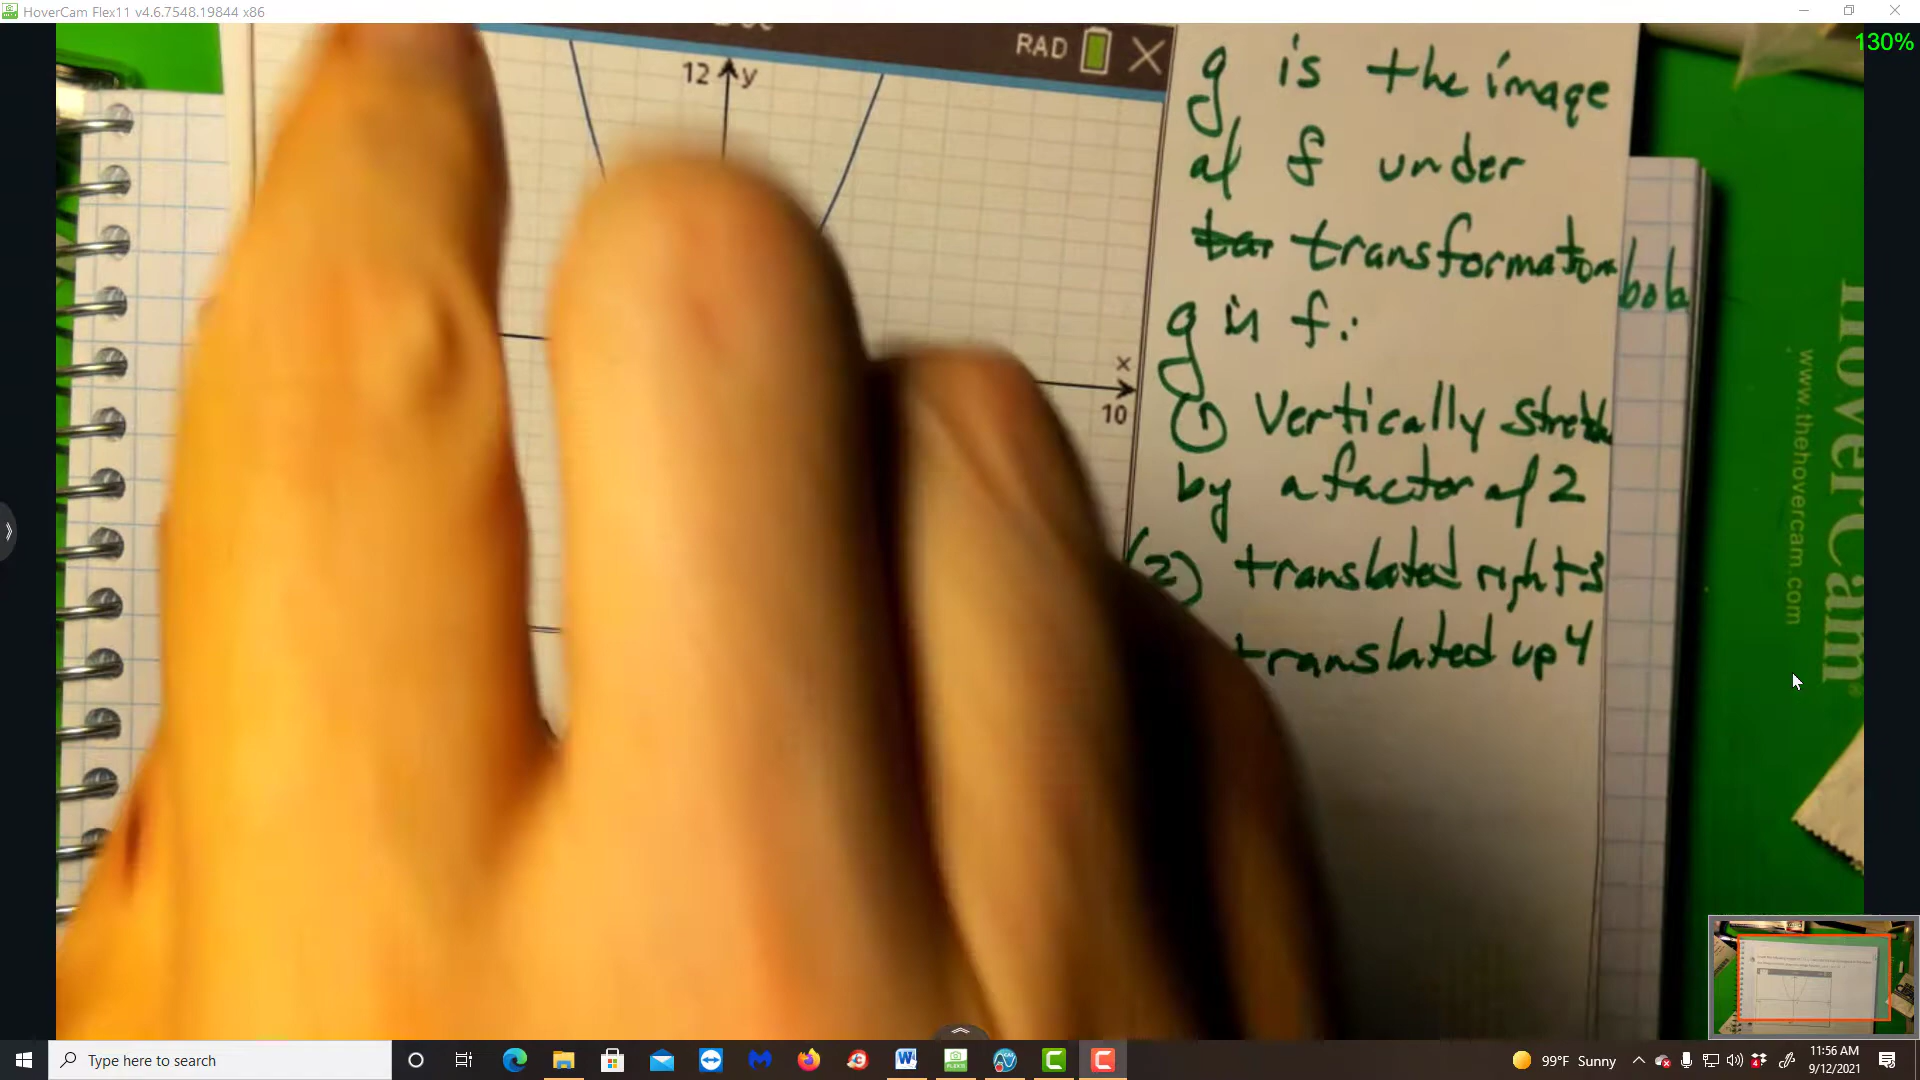 HoverCam Flex11 v4.6.7548.19844 x86
130%
RAD
12 y
x
10
g is the image
of f under
transformation bob
g is f:
① Vertically stretch
by a factor of 2
(2) translated right 3
translated up 4
HoverCam
www.thehovercam.com
Type here to search
99°F Sunny
11:56 AM
9/12/2021